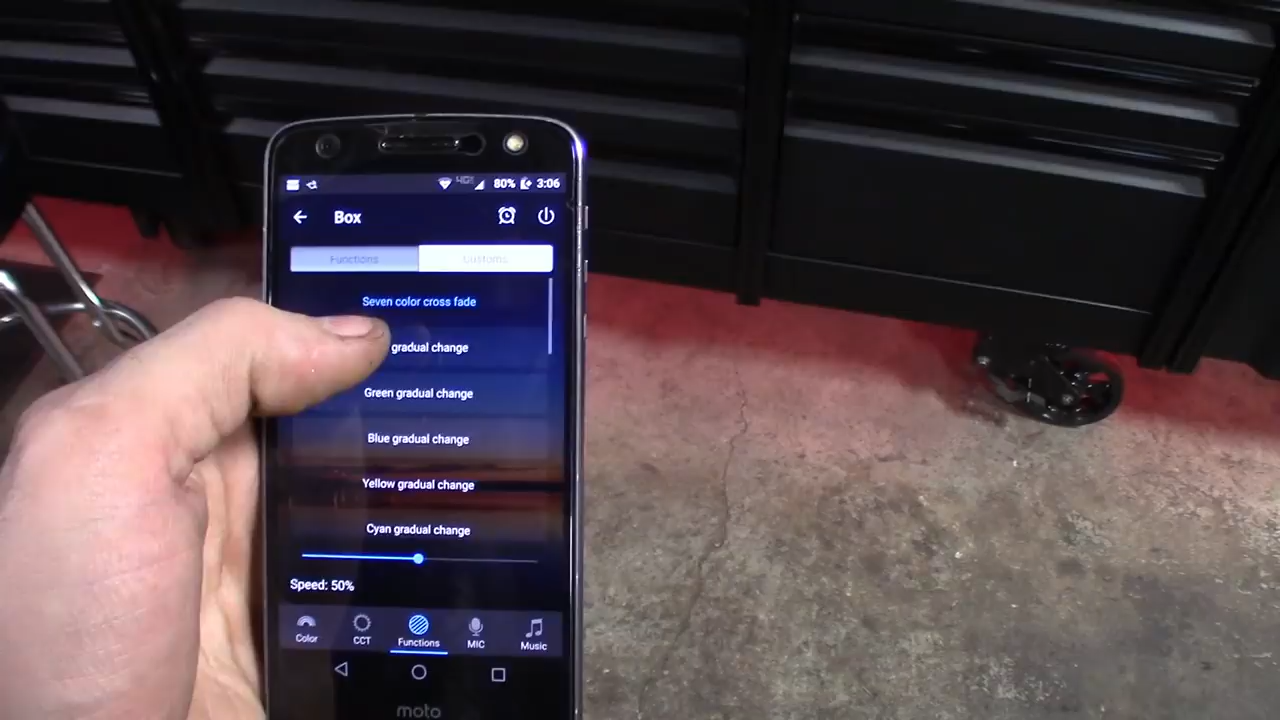 80% 3:06
Box
Functions Customs
Seven color cross fade
gradual change
Green gradual change
Blue gradual change
Yellow gradual change
Cyan gradual change
Speed: 50%
Color CCT Functions MIC Music
moto